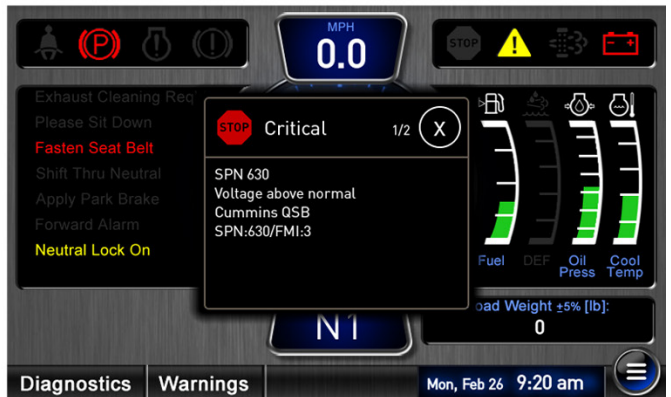 MPH
0.0
(P)
STOP
Exhaust Cleaning Req
Please Sit Down
Fasten Seat Belt
Shift Thru Neutral
Apply Park Brake
Forward Alarm
Neutral Lock On
STOP Critical 1/2 X
SPN 630
Voltage above normal
Cummins QSB
SPN:630/FMI:3
Fuel DEF Oil Press Cool Temp
oad Weight ±5% [lb]:
0
N1
Diagnostics Warnings Mon, Feb 26 9:20 am